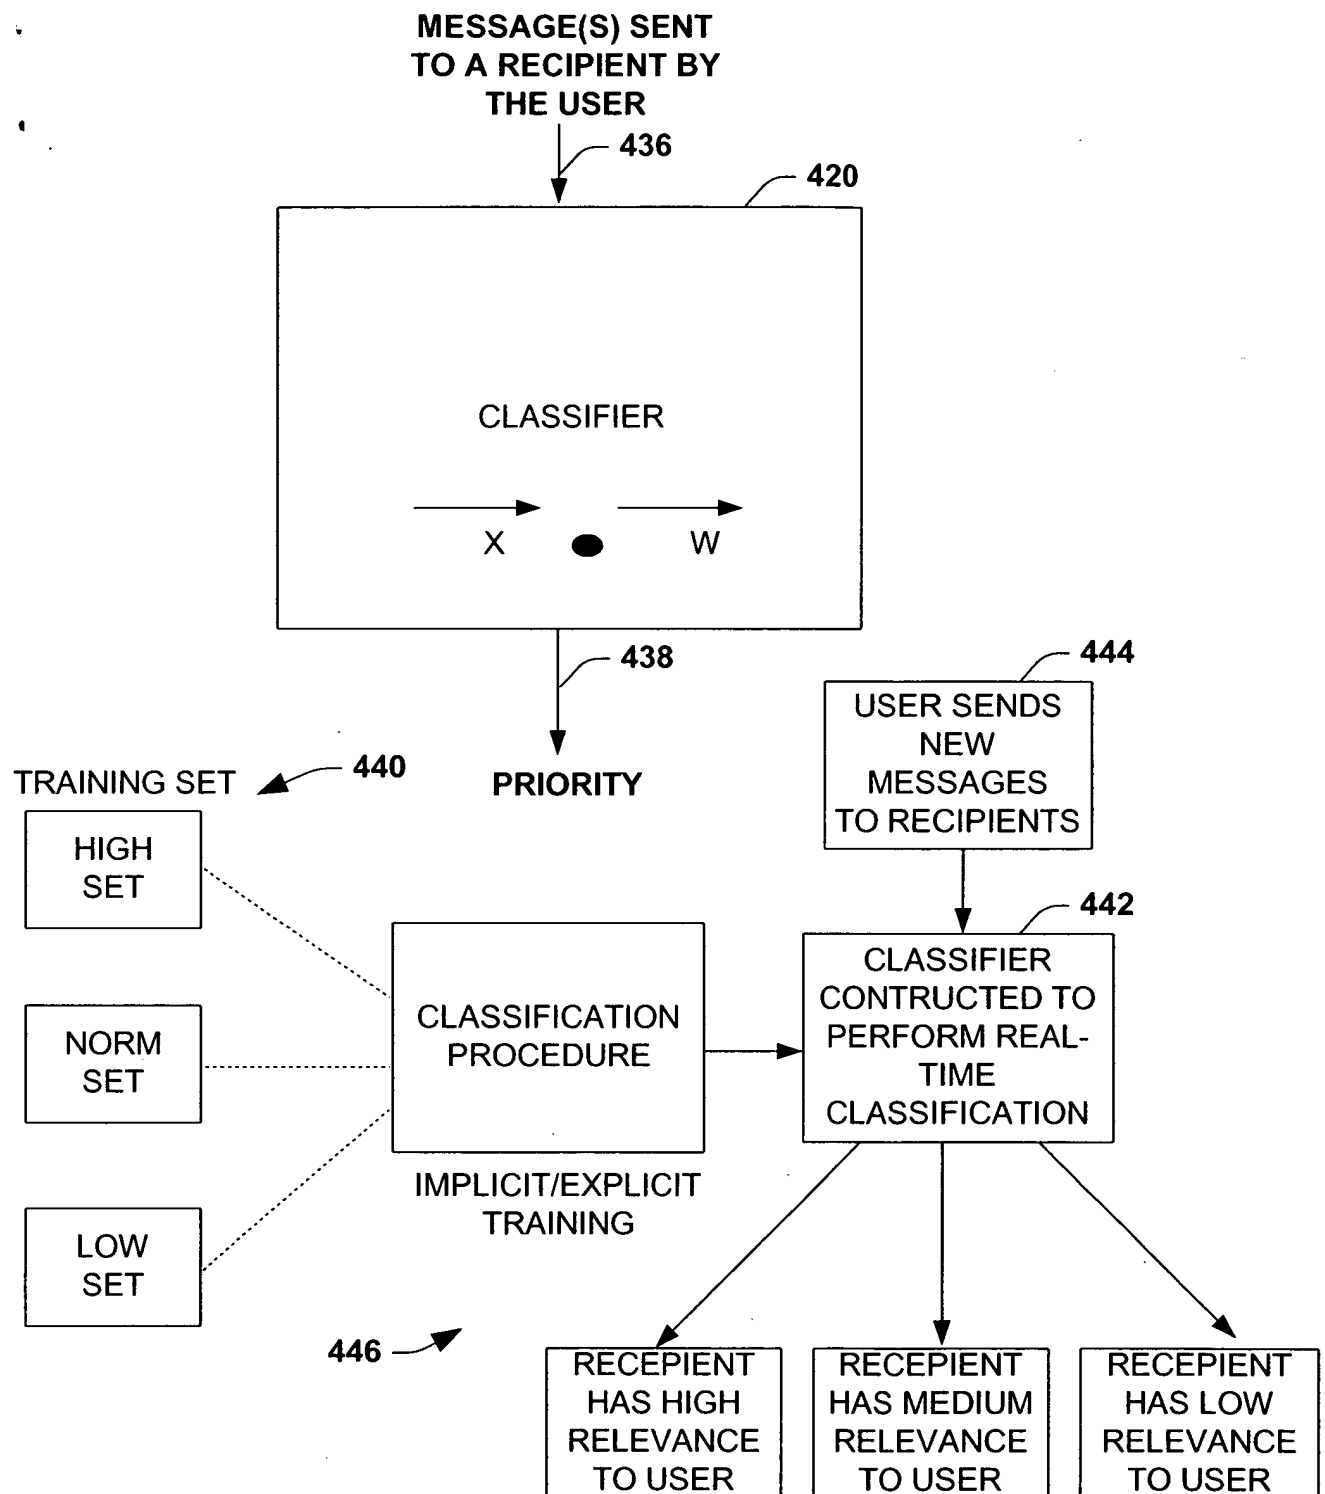 MESSAGE(S) SENT
TO A RECIPIENT BY
THE USER
436
420
CLASSIFIER
X
W
438
PRIORITY
444
USER SENDS
NEW
MESSAGES
TO RECIPIENTS
TRAINING SET
440
HIGH
SET
NORM
SET
LOW
SET
CLASSIFICATION
PROCEDURE
IMPLICIT/EXPLICIT
TRAINING
442
CLASSIFIER
CONTRUCTED TO
PERFORM REAL-
TIME
CLASSIFICATION
446
RECEPIENT
HAS HIGH
RELEVANCE
TO USER
RECEPIENT
HAS MEDIUM
RELEVANCE
TO USER
RECEPIENT
HAS LOW
RELEVANCE
TO USER